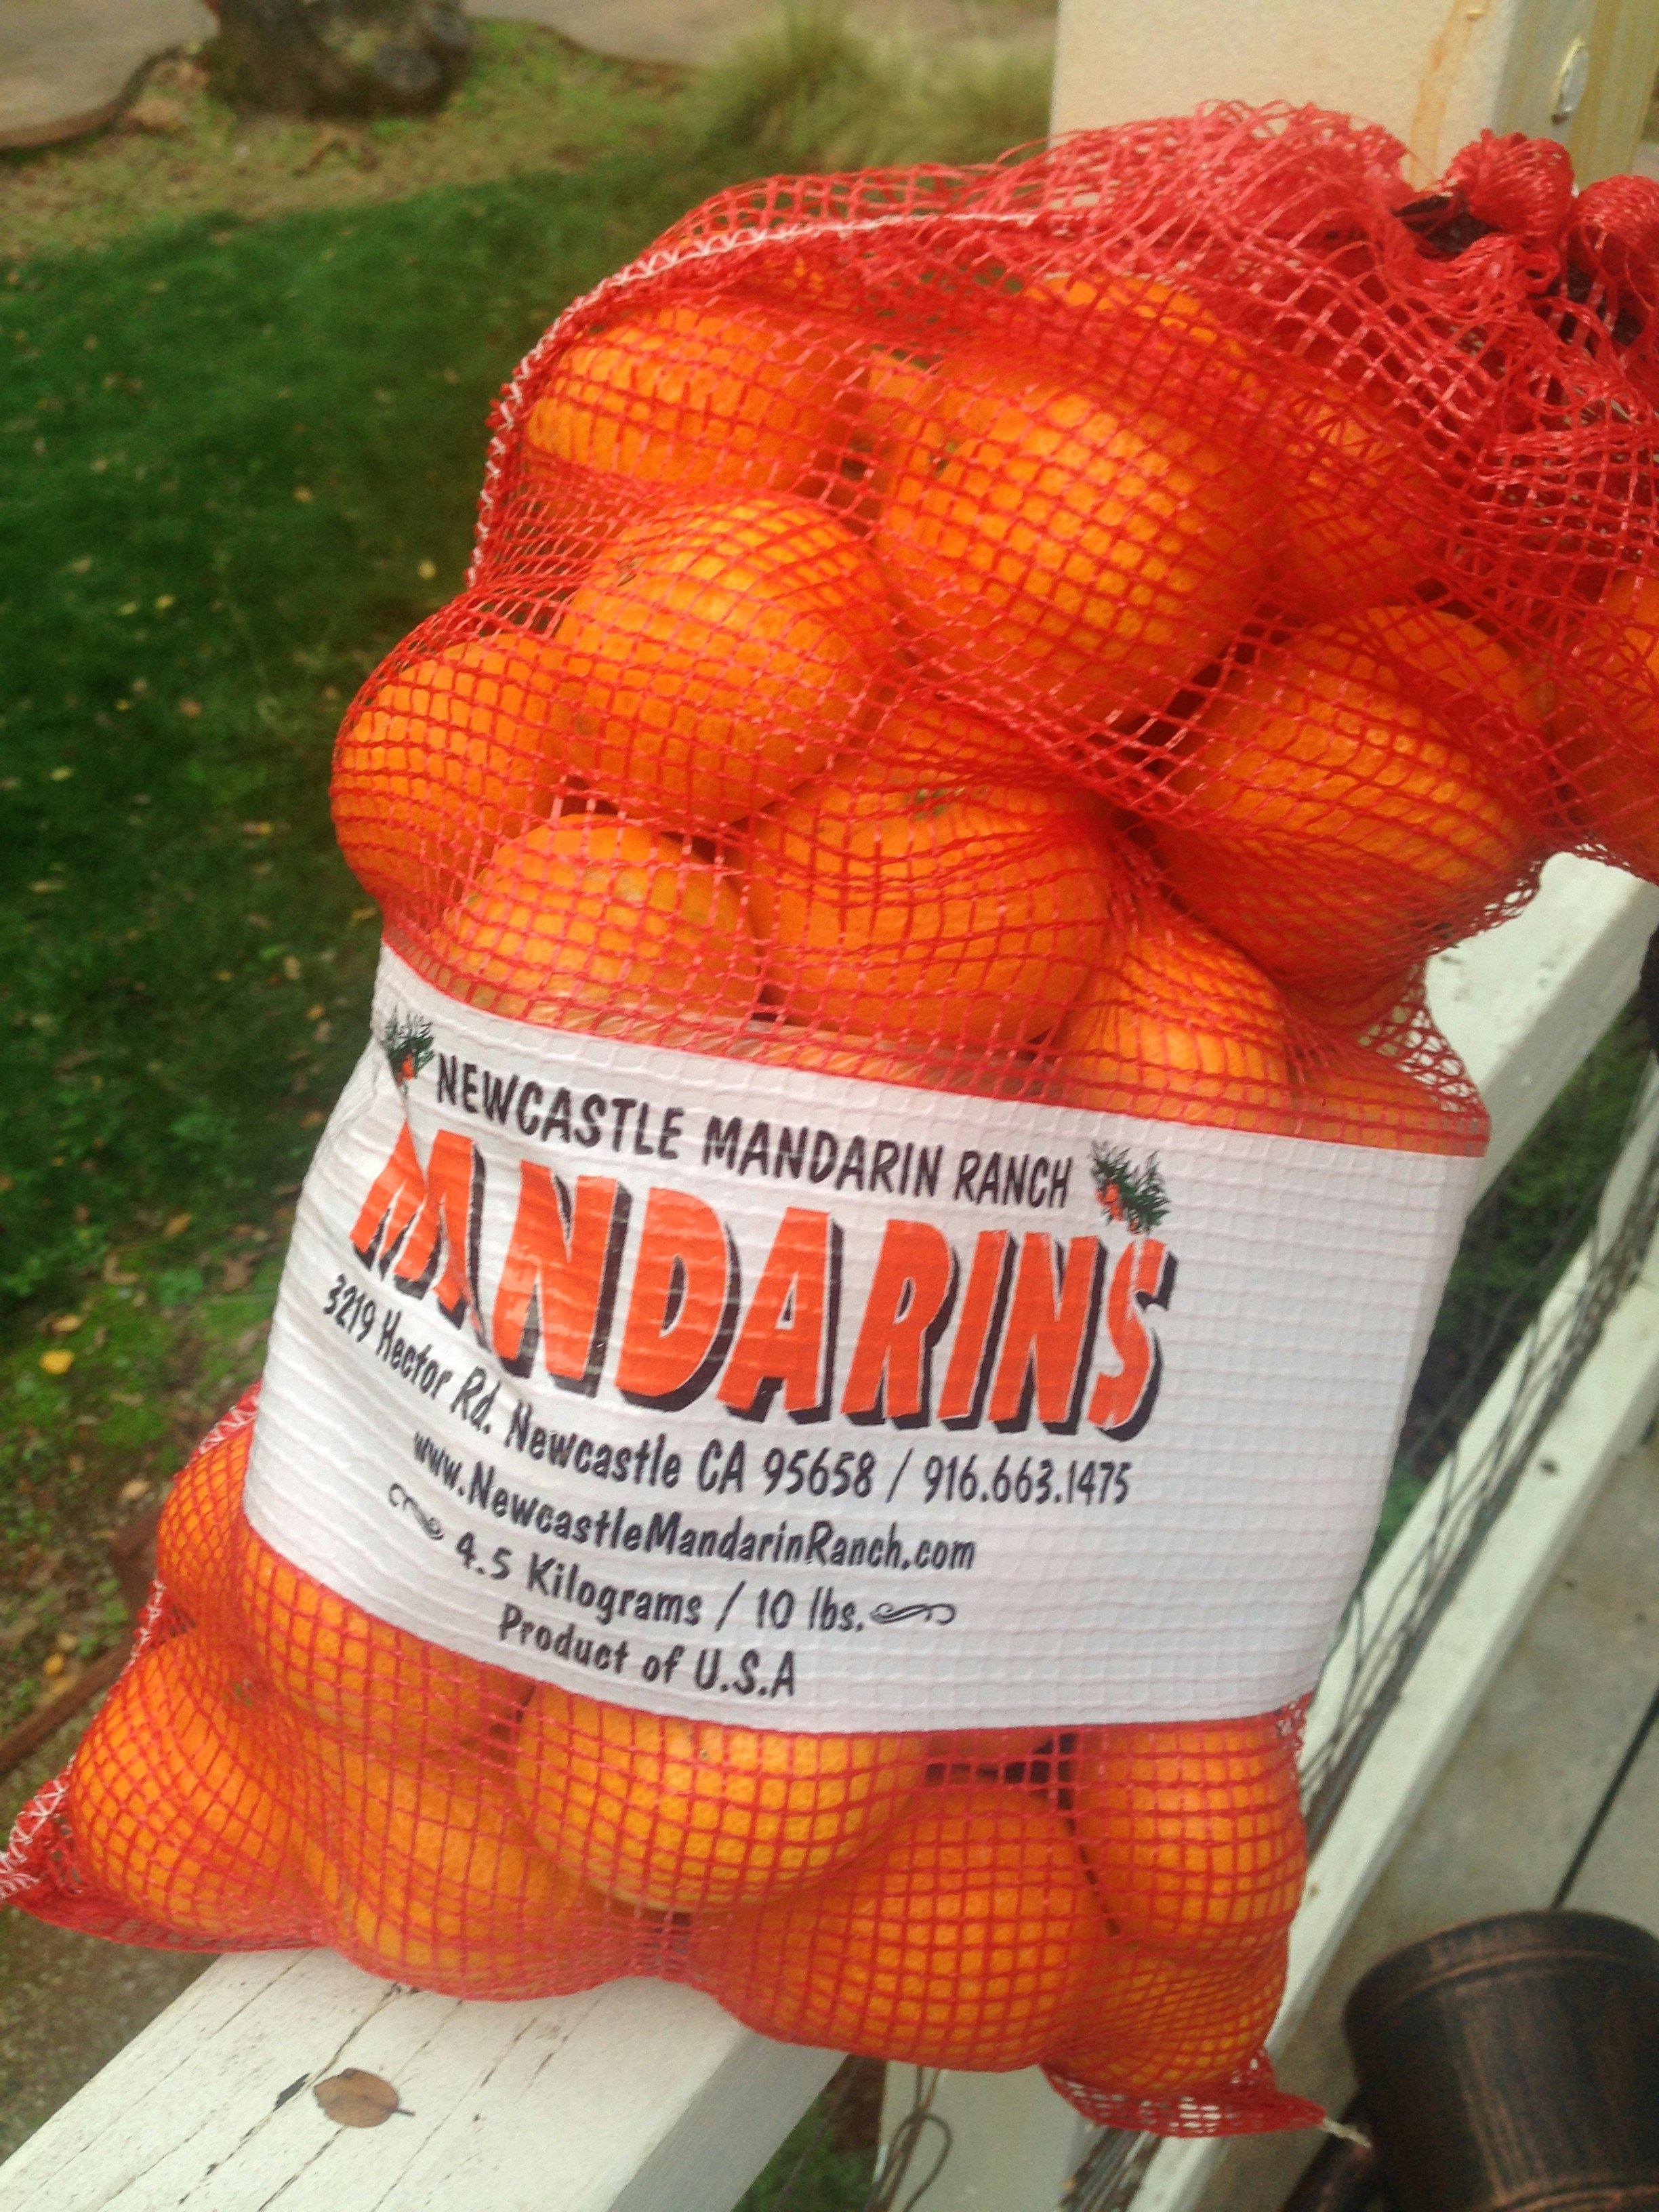 NEWCASTLE MANDARIN RANCH
MANDARINS
3219 Hector Rd. Newcastle CA 95658 / 916.663.1475
www.NewcastleMandarinRanch.com
4.5 Kilograms / 10 lbs.
Product of U.S.A